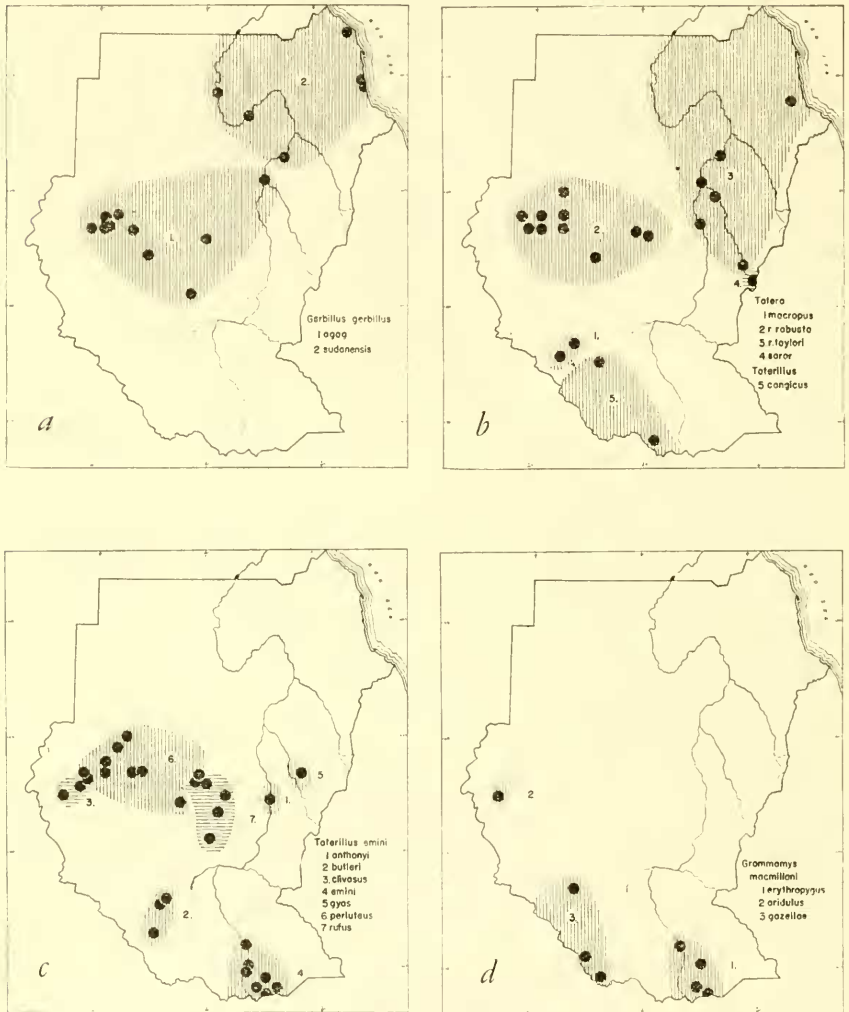 2.
1.
Gerbillus gerbillus
1 agag
2 sudanensis
a
3
2.
4.
1.
5.
Tatera
1 macropus
2 r. robusta
3 r. taylori
4 soror
Taterillus
5 congicus
b
6.
3.
5
1.
7.
2.
4
Taterillus emini
1 anthonyi
2 butleri
3 clivosus
4 emini
5 gyas
6 perluteus
7 rufus
c
2
3.
1.
Grammomys
macmillani
1 erythropygus
2 aridulus
3 gazellae
d